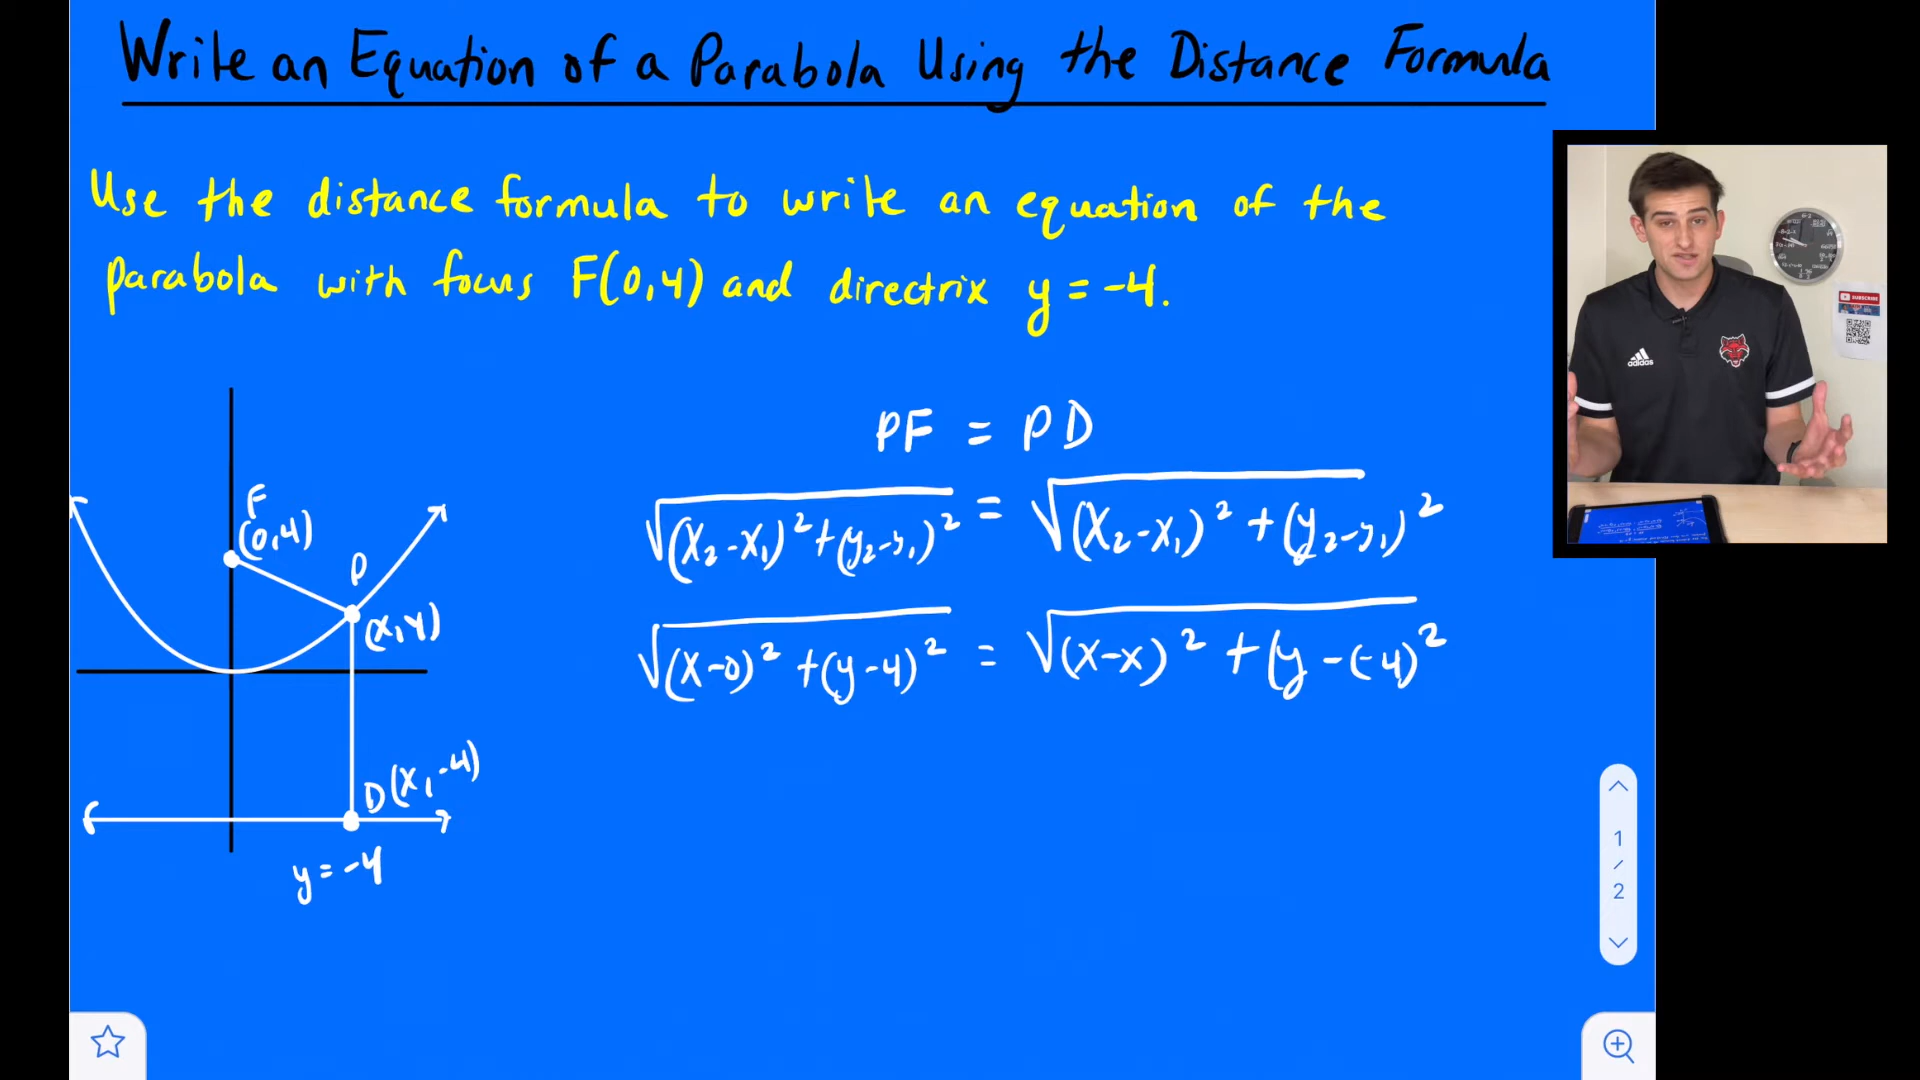 Write an Equation of a Parabola Using the Distance Formula
Use the distance formula to write an equation of the
parabola with focus F(0,4) and directrix y = -4.
PF = PD
√(x₂-x₁)²+(y₂-y₁)² = √(x₂-x₁)²+(y₂-y₁)²
√(x-0)²+(y-4)² = √(x-x)²+(y-(-4)²
F
(0,4)
P
(x,y)
D(x,-4)
y = -4
adidas
SUBSCRIBE
1
/
2